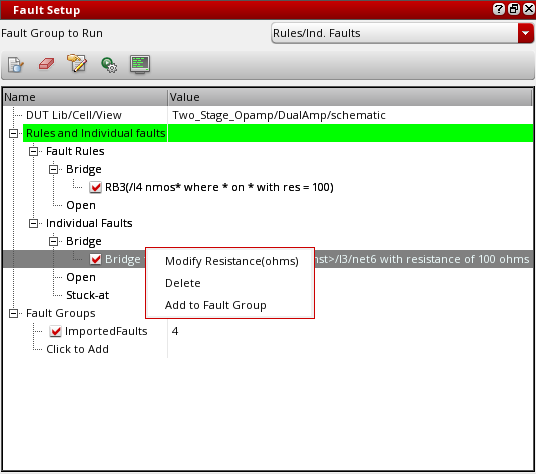 Fault Setup
Fault Group to Run
Rules/Ind. Faults
Name Value
DUT Lib/Cell/View Two_Stage_Opamp/DualAmp/schematic
Rules and Individual faults
Fault Rules
Bridge
RB3(/I4 nmos* where * on * with res = 100)
Open
Individual Faults
Bridge
Bridge nst>/I3/net6 with resistance of 100 ohms
Modify Resistance(ohms)
Delete
Add to Fault Group
Open
Stuck-at
Fault Groups
ImportedFaults 4
Click to Add